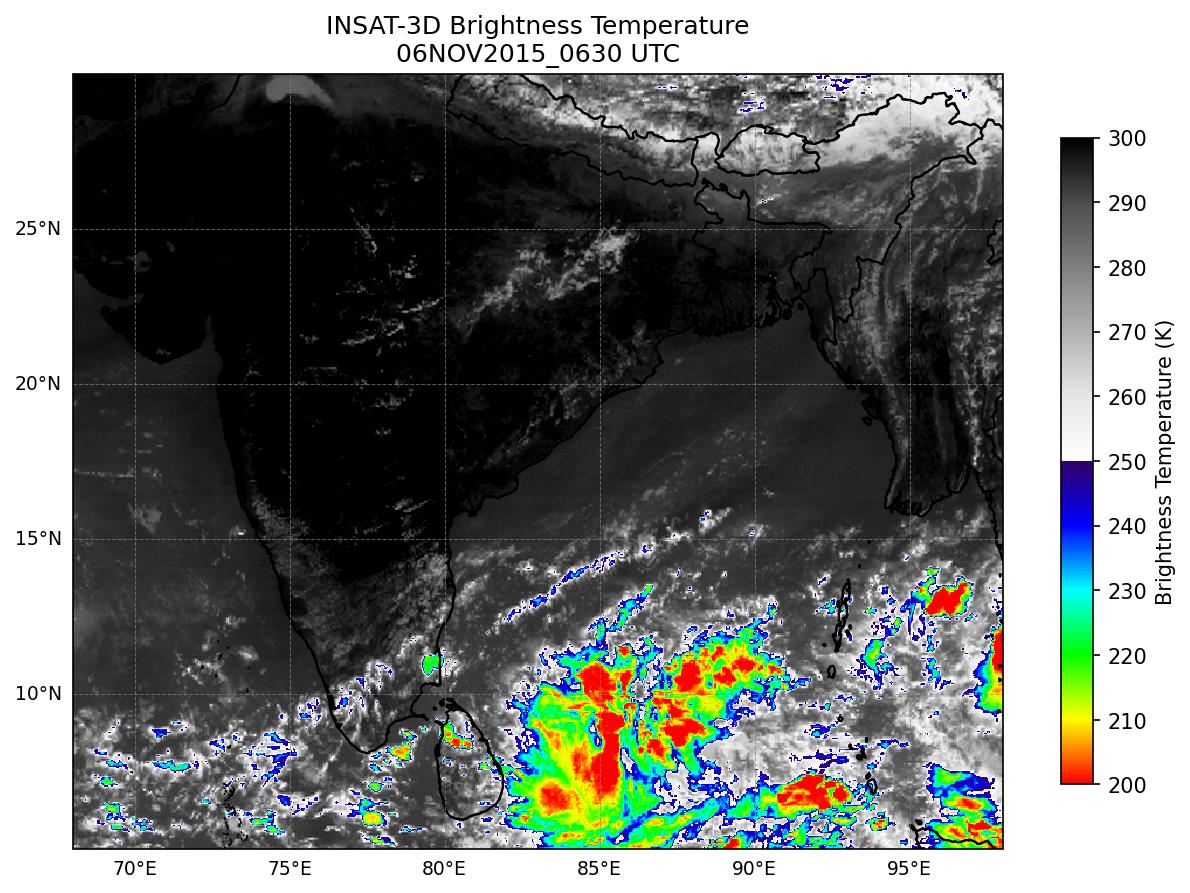 INSAT-3D Brightness Temperature
06NOV2015_0630 UTC
25°N
20°N
15°N
10°N
70°E
75°E
80°E
85°E
90°E
95°E
300
290
280
270
260
250
240
230
220
210
200
Brightness Temperature (K)